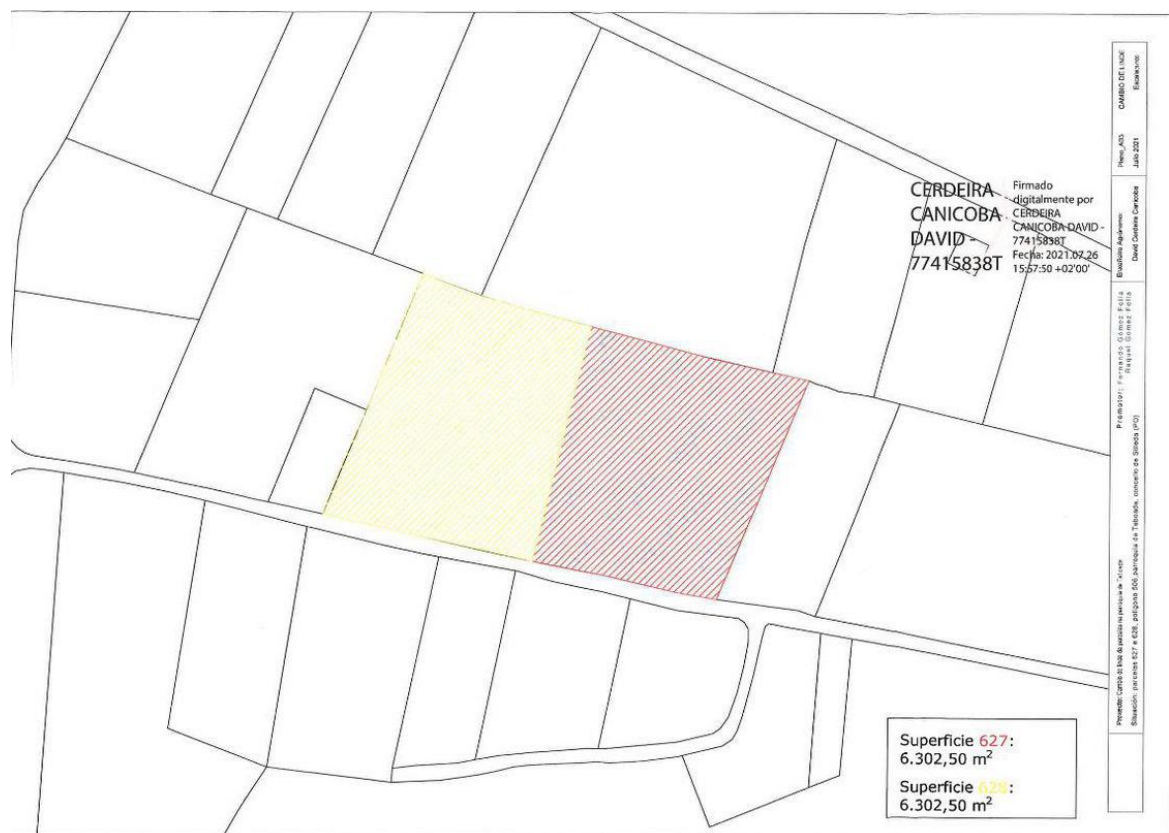 CERDEIRA
CANICOBA
DAVID -
77415838T
Firmado
digitalmente por
CERDEIRA
CANICOBA DAVID -
77415838T
Fecha: 2021.07.26
15:57:50 +02'00'
CAMBIO DE LINDE
Plano_A03
Xullo 2021
David Cerdeira Canicoba
Promotor: Fernando Gómez Folla
Raquel Gómez Folla
Situación: parcelas 627 e 628, polígono 506, parroquia de Taboada, concello de Silleda (PO)
Superficie 627:
6.302,50 m²
Superficie 628:
6.302,50 m²